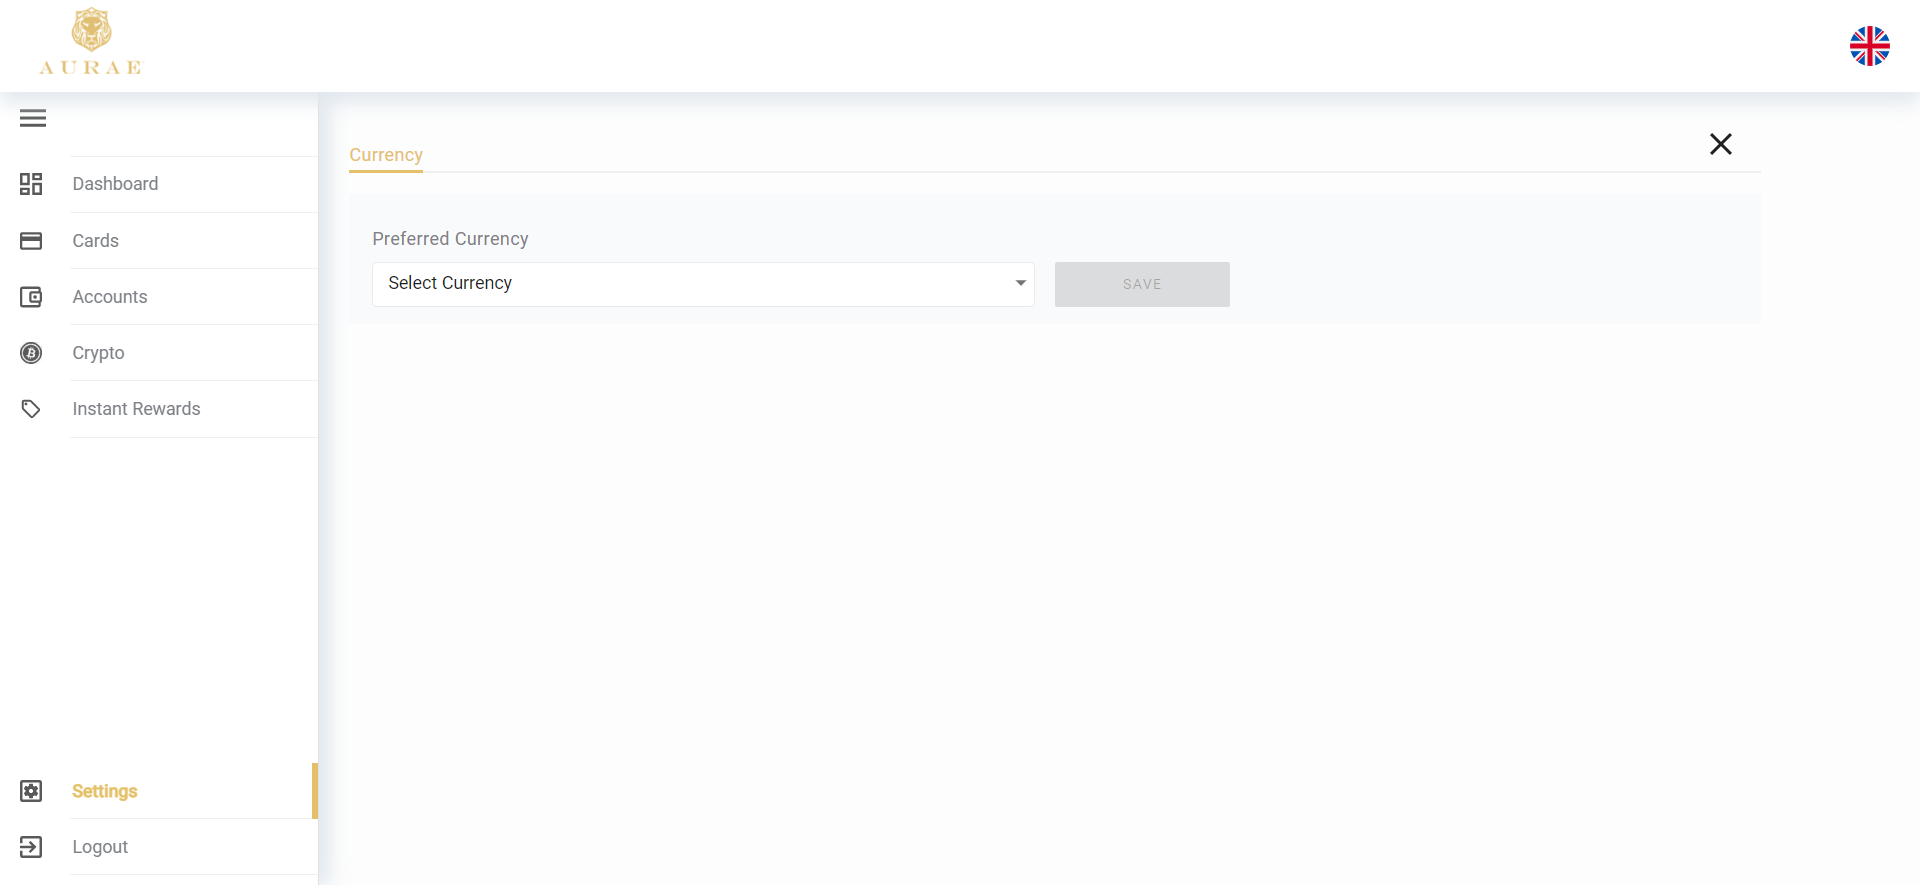 AURAE
Currency
Dashboard
Cards
Accounts
Crypto
Instant Rewards
Preferred Currency
Select Currency
SAVE
Settings
Logout